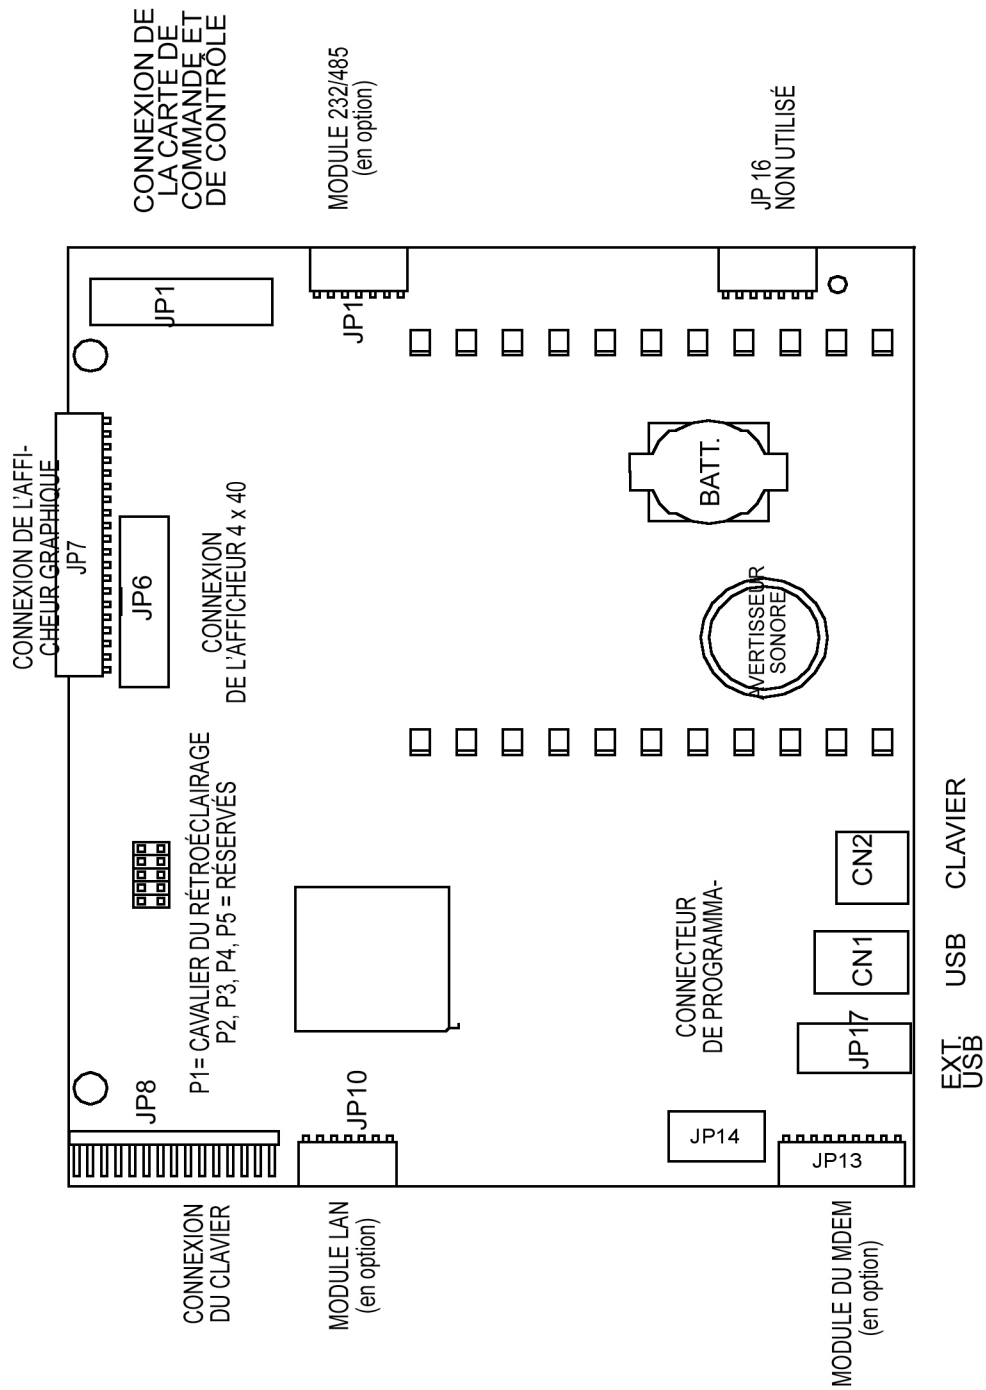 CONNEXION DE
LA CARTE DE
COMMANDE ET
DE CONTRÔLE
MODULE 232/485
(en option)
JP 16
NON UTILISÉ
JP1
JP1
CONNEXION DE L'AFFI-
CHEUR GRAPHIQUE
JP7
JP6
CONNEXION
DE L'AFFICHEUR 4 x 40
BATT.
AVERTISSEUR
SONORE
P1= CAVALIER DU RÉTROÉCLAIRAGE
P2, P3, P4, P5 = RÉSERVÉS
CONNECTEUR
DE PROGRAMMA-
CN2
CLAVIER
CN1
USB
JP17
EXT.
USB
JP8
JP10
JP14
JP13
CONNEXION
DU CLAVIER
MODULE LAN
(en option)
MODULE DU MDEM
(en option)